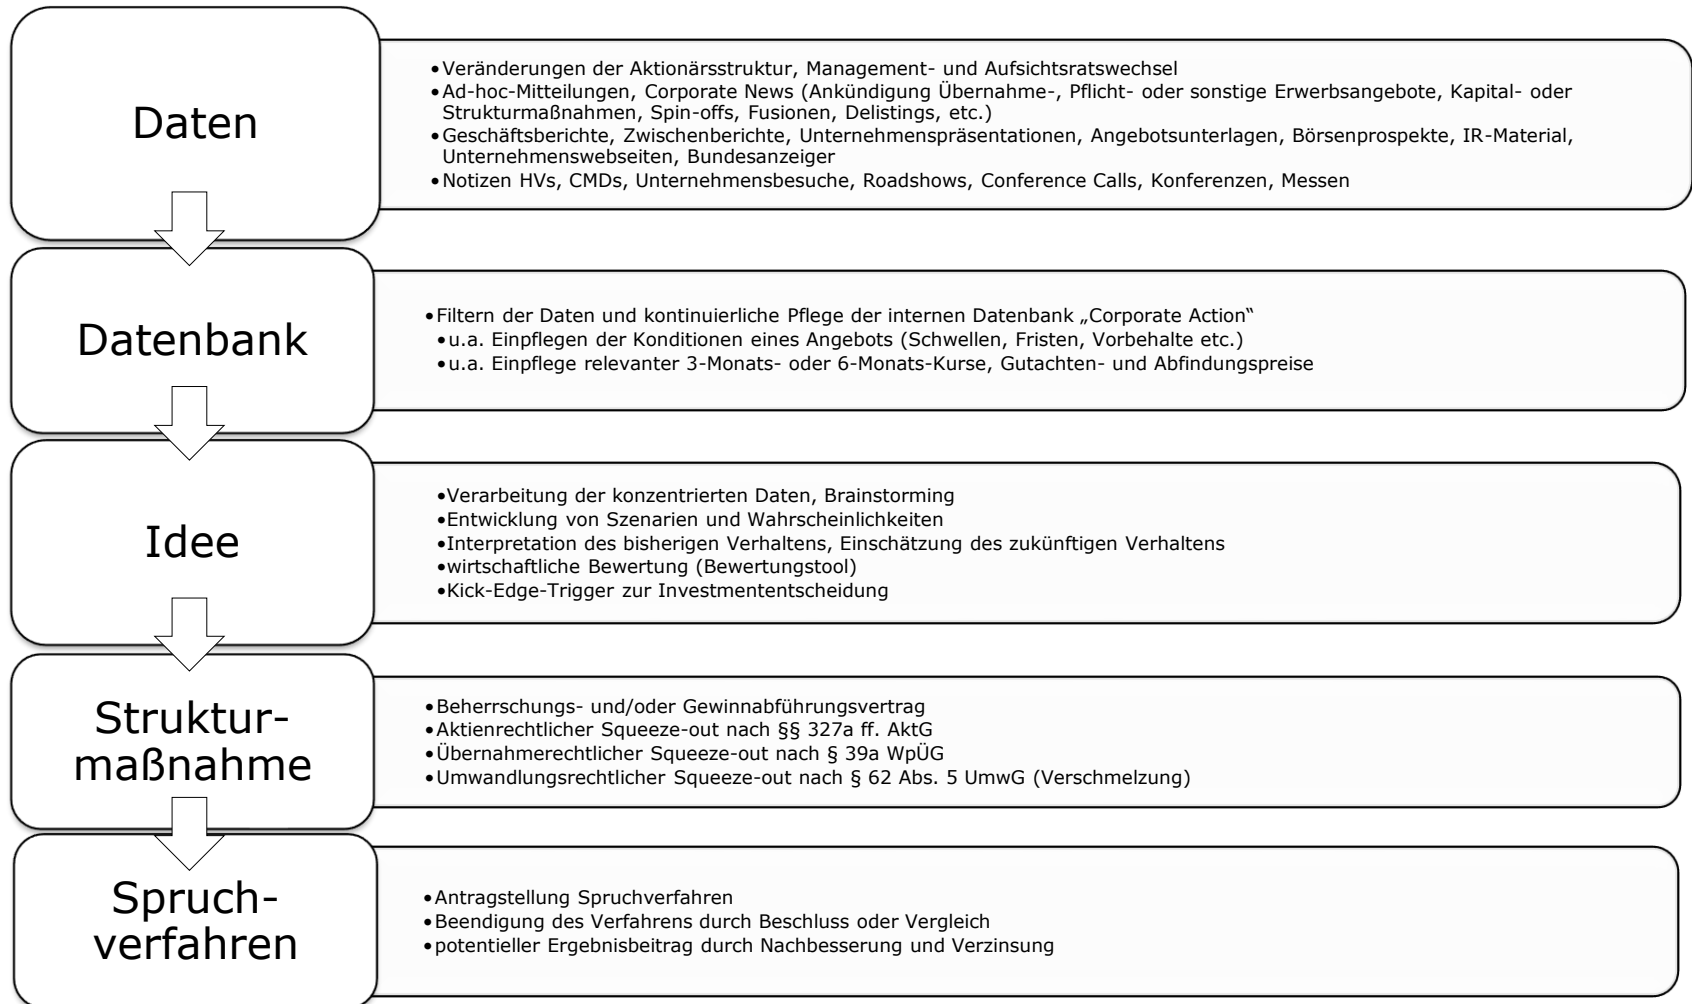 Daten
•Veränderungen der Aktionärsstruktur, Management- und Aufsichtsratswechsel
•Ad-hoc-Mitteilungen, Corporate News (Ankündigung Übernahme-, Pflicht- oder sonstige Erwerbsangebote, Kapital- oder
Strukturmaßnahmen, Spin-offs, Fusionen, Delistings, etc.)
•Geschäftsberichte, Zwischenberichte, Unternehmenspräsentationen, Angebotsunterlagen, Börsenprospekte, IR-Material,
Unternehmenswebseiten, Bundesanzeiger
•Notizen HVs, CMDs, Unternehmensbesuche, Roadshows, Conference Calls, Konferenzen, Messen
Datenbank
•Filtern der Daten und kontinuierliche Pflege der internen Datenbank „Corporate Action“
•u.a. Einpflegen der Konditionen eines Angebots (Schwellen, Fristen, Vorbehalte etc.)
•u.a. Einpflege relevanter 3-Monats- oder 6-Monats-Kurse, Gutachten- und Abfindungspreise
Idee
•Verarbeitung der konzentrierten Daten, Brainstorming
•Entwicklung von Szenarien und Wahrscheinlichkeiten
•Interpretation des bisherigen Verhaltens, Einschätzung des zukünftigen Verhaltens
•wirtschaftliche Bewertung (Bewertungstool)
•Kick-Edge-Trigger zur Investmententscheidung
Struktur-
maßnahme
•Beherrschungs- und/oder Gewinnabführungsvertrag
•Aktienrechtlicher Squeeze-out nach §§ 327a ff. AktG
•Übernahmerechtlicher Squeeze-out nach § 39a WpÜG
•Umwandlungsrechtlicher Squeeze-out nach § 62 Abs. 5 UmwG (Verschmelzung)
Spruch-
verfahren
•Antragstellung Spruchverfahren
•Beendigung des Verfahrens durch Beschluss oder Vergleich
•potentieller Ergebnisbeitrag durch Nachbesserung und Verzinsung